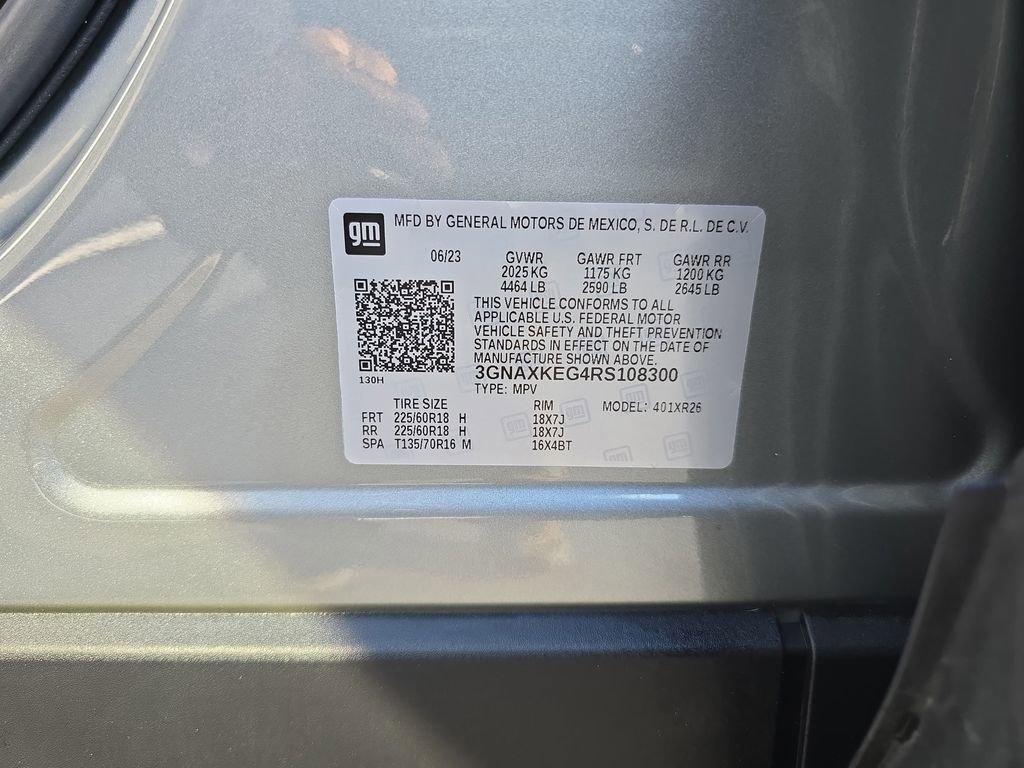 gm MFD BY GENERAL MOTORS DE MEXICO, S. DE R.L. DE C.V.
06/23 GVWR GAWR FRT GAWR RR
2025 KG 1175 KG 1200 KG
4464 LB 2590 LB 2645 LB
THIS VEHICLE CONFORMS TO ALL
APPLICABLE U.S. FEDERAL MOTOR
VEHICLE SAFETY AND THEFT PREVENTION
STANDARDS IN EFFECT ON THE DATE OF
MANUFACTURE SHOWN ABOVE.
3GNAXKEG4RS108300
130H
TYPE: MPV
TIRE SIZE RIM MODEL: 401XR26
FRT 225/60R18 H 18X7J
RR 225/60R18 H 18X7J
SPA T135/70R16 M 16X4BT